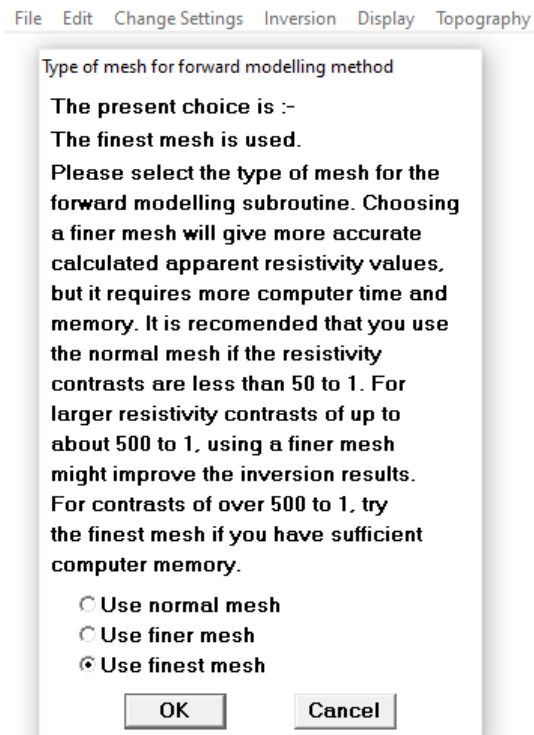 File Edit Change Settings Inversion Display Topography
Type of mesh for forward modelling method
The present choice is :-
The finest mesh is used.
Please select the type of mesh for the
forward modelling subroutine. Choosing
a finer mesh will give more accurate
calculated apparent resistivity values,
but it requires more computer time and
memory. It is recomended that you use
the normal mesh if the resistivity
contrasts are less than 50 to 1. For
larger resistivity contrasts of up to
about 500 to 1, using a finer mesh
might improve the inversion results.
For contrasts of over 500 to 1, try
the finest mesh if you have sufficient
computer memory.
Use normal mesh
Use finer mesh
Use finest mesh
OK Cancel